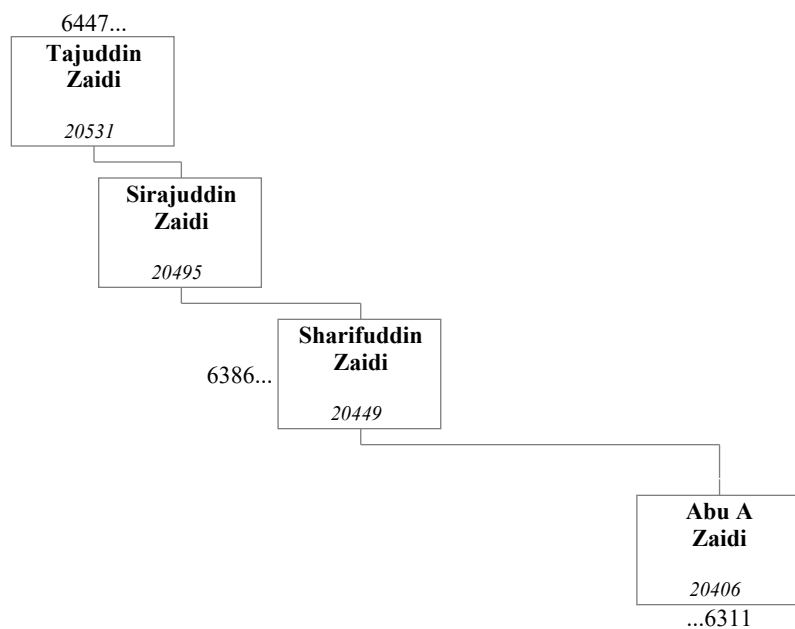 6447...
Tajuddin
Zaidi
20531
Sirajuddin
Zaidi
20495
Sharifuddin
Zaidi
6386...
20449
Abu A
Zaidi
20406
...6311